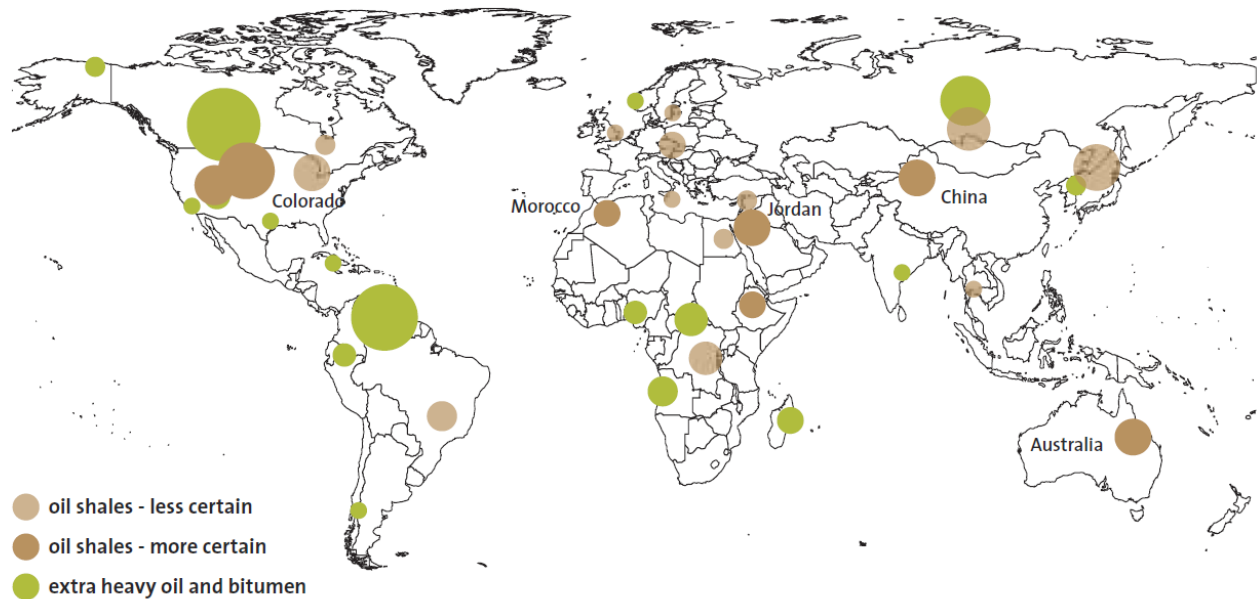 Colorado
Morocco
Jordan
China
Australia
oil shales - less certain
oil shales - more certain
extra heavy oil and bitumen